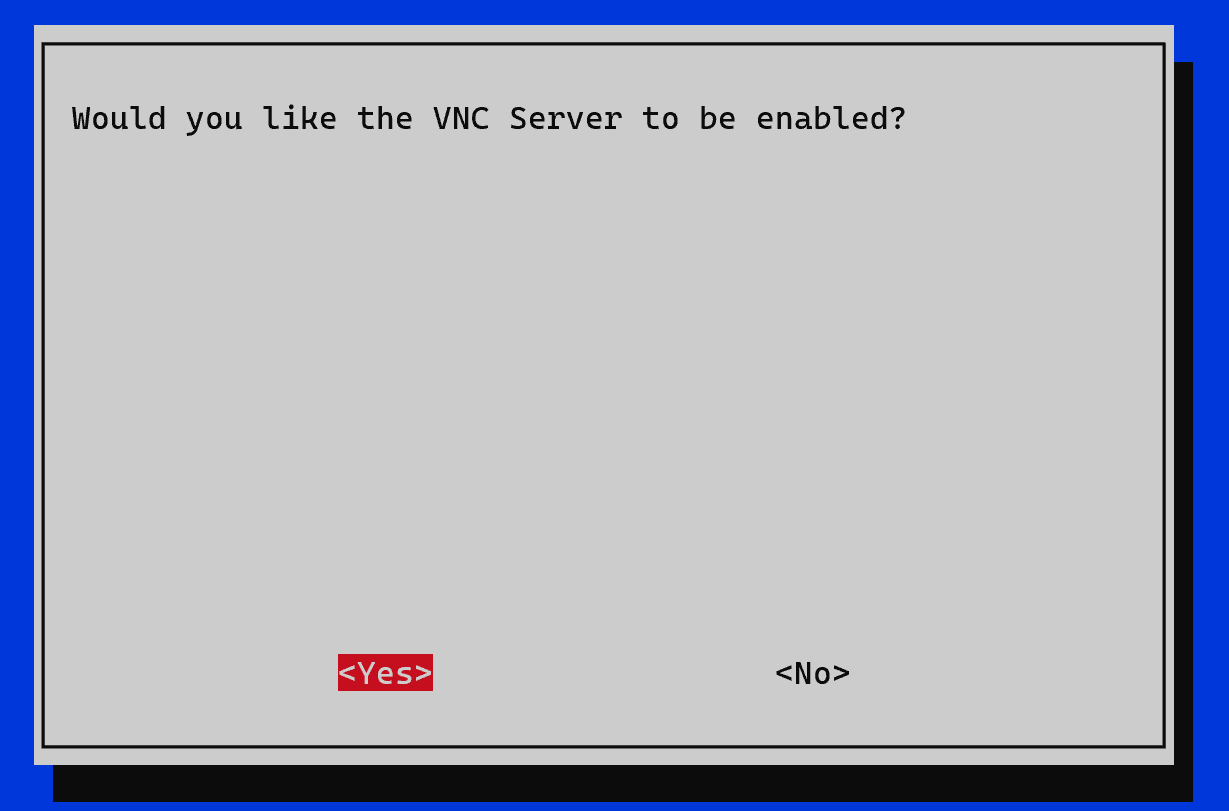 Would you like the VNC Server to be enabled?
<Yes> <No>